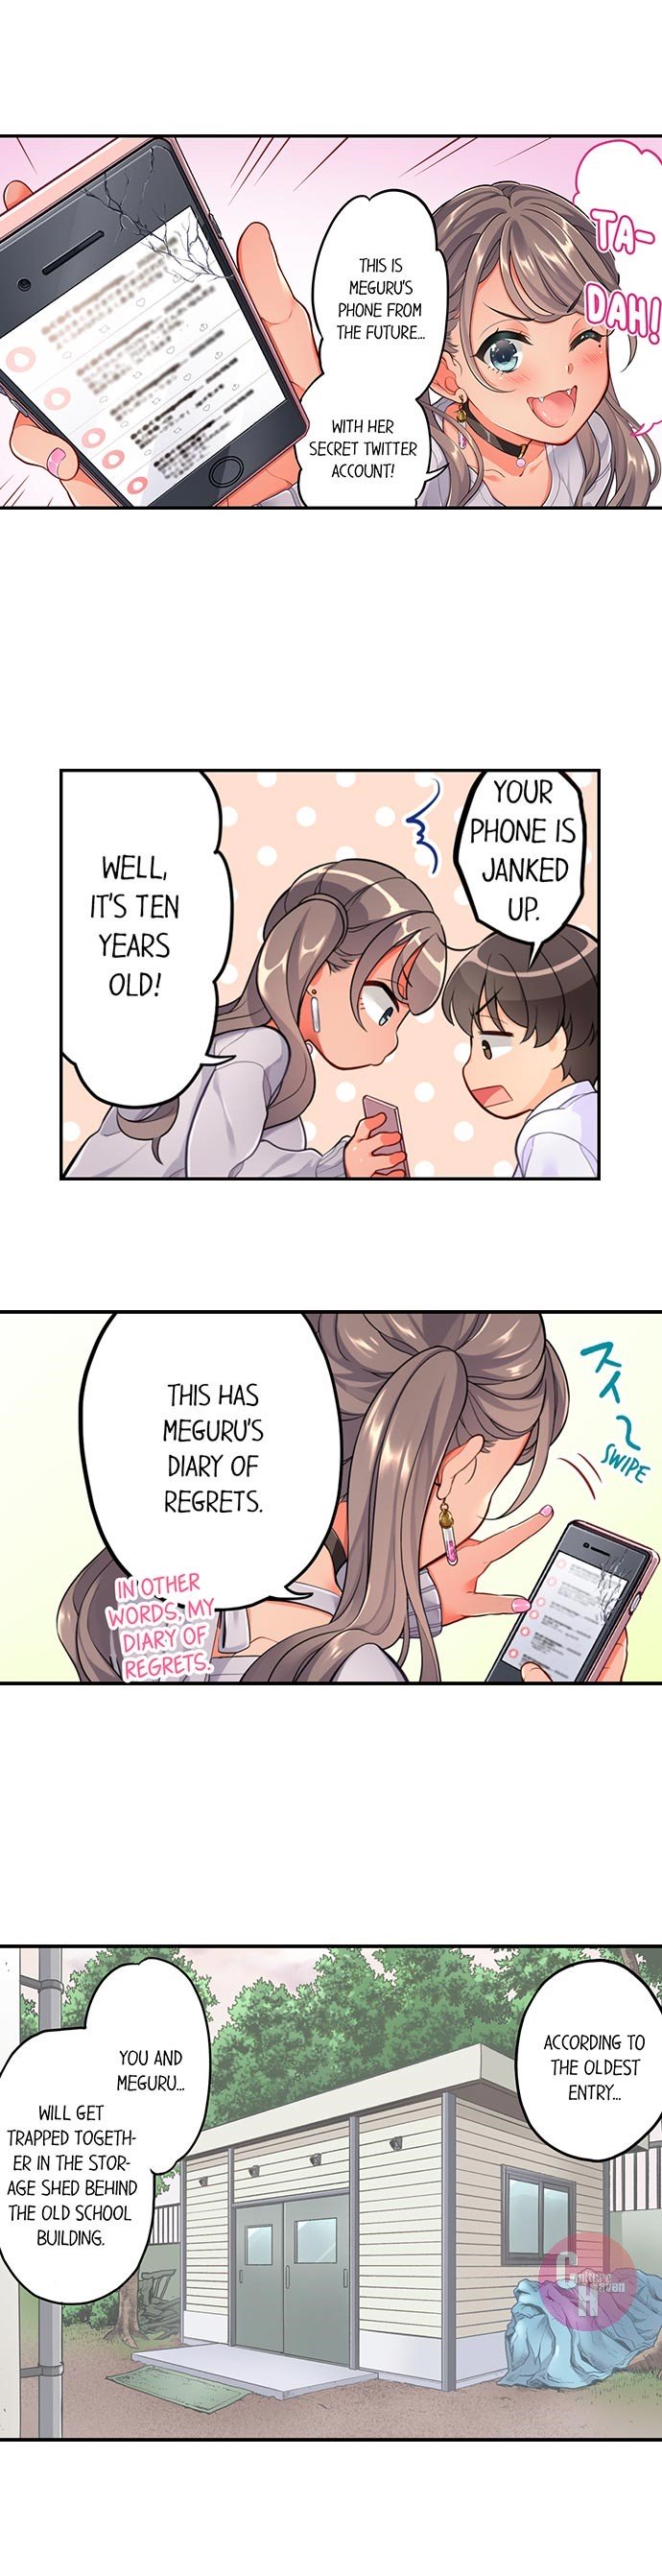 TA-
DAH!
THIS IS
MEGURU'S
PHONE FROM
THE FUTURE...
WITH HER
SECRET TWITTER
ACCOUNT!
YOUR
PHONE IS
JANKED
UP.
WELL,
IT'S TEN
YEARS
OLD!
THIS HAS
MEGURU'S
DIARY OF
REGRETS.
IN OTHER
WORDS, MY
DIARY OF
REGRETS.
スイ〜
SWIPE
ACCORDING TO
THE OLDEST
ENTRY...
YOU AND
MEGURU...
WILL GET
TRAPPED TOGETH-
ER IN THE STOR-
AGE SHED BEHIND
THE OLD SCHOOL
BUILDING.
Coulture
Haven